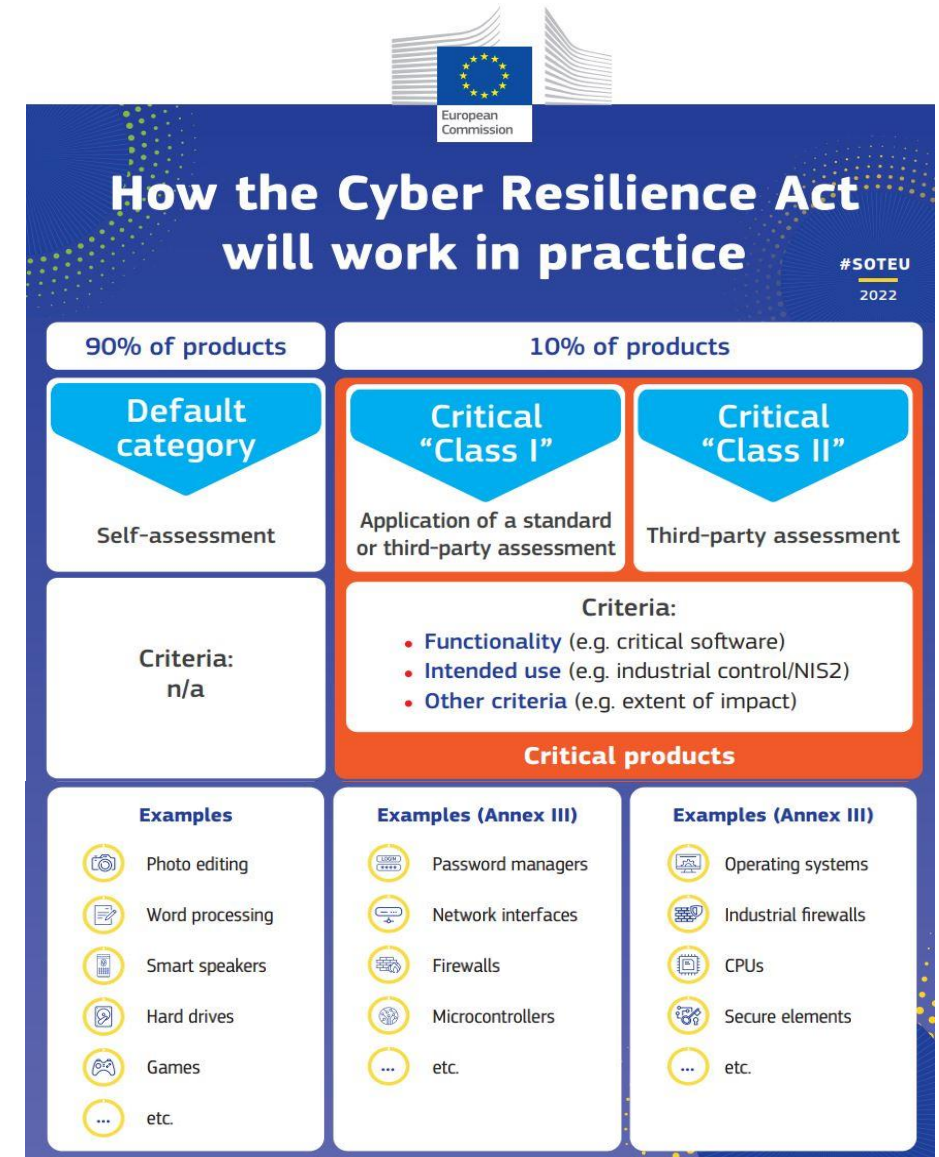 European
Commission
How the Cyber Resilience Act
will work in practice
#SOTEU
2022
90% of products
10% of products
Default
category
Self-assessment
Critical
“Class I”
Application of a standard
or third-party assessment
Critical
“Class II”
Third-party assessment
Criteria:
n/a
Criteria:
• Functionality (e.g. critical software)
• Intended use (e.g. industrial control/NIS2)
• Other criteria (e.g. extent of impact)
Critical products
Examples
Photo editing
Word processing
Smart speakers
Hard drives
Games
etc.
Examples (Annex III)
LOGIN
Password managers
Network interfaces
Firewalls
Microcontrollers
etc.
Examples (Annex III)
Operating systems
Industrial firewalls
CPUs
Secure elements
etc.